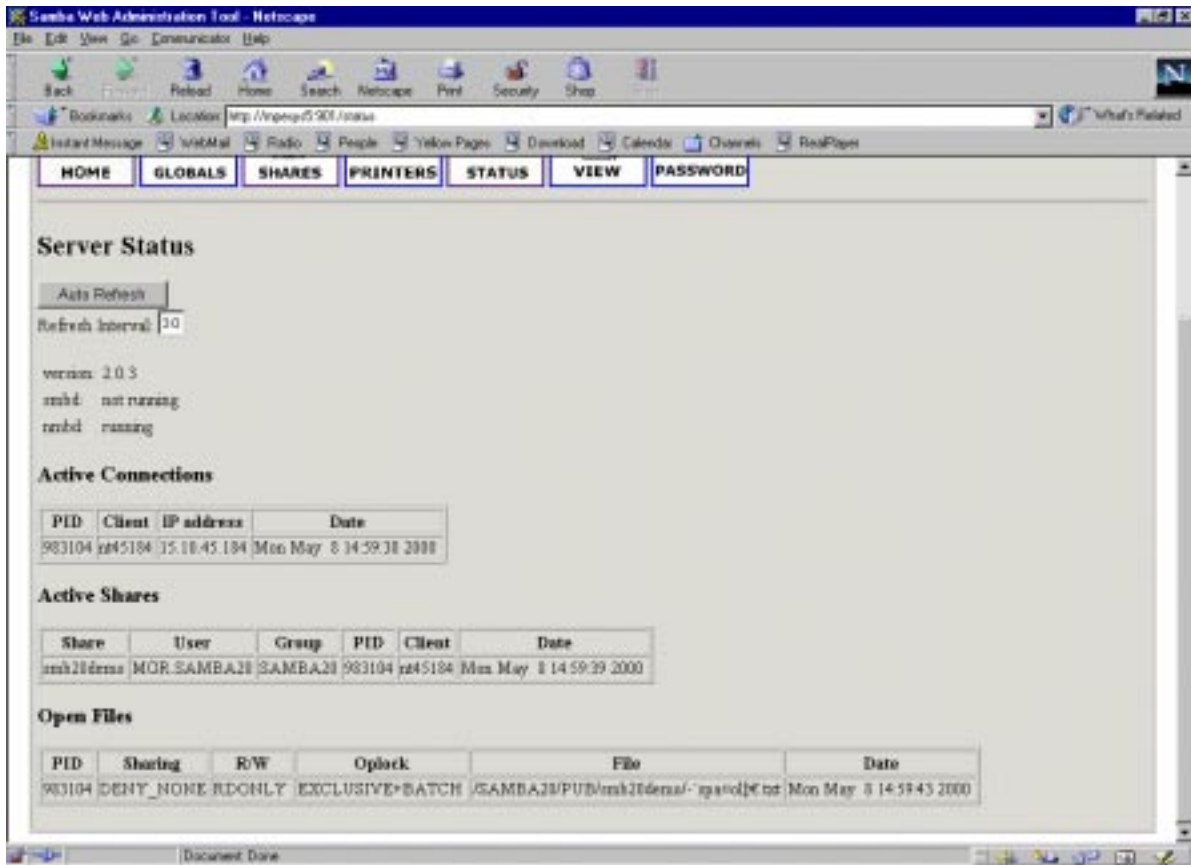 Samba Web Administration Tool - Netscape
File Edit View Go Communicator Help
Back Reload Home Search Netscape Print Security Shop
Bookmarks Location: What's Related
Instant Message WebMail Radio People Yellow Pages Download Calendar Channels RealPlayer
HOME GLOBALS SHARES PRINTERS STATUS VIEW PASSWORD
Server Status
Auto Refresh
Refresh Interval: 30
version: 2.0.3
smbd: not running
nmbd: running
Active Connections
PID Client IP address Date
983104 nt45184 15.10.45.184 Mon May 8 14:59:38 2000
Active Shares
Share User Group PID Client Date
smb20demo MGR.SAMBA20 SAMBA20 983104 nt45184 Mon May 8 14:59:39 2000
Open Files
PID Sharing R/W Oplock File Date
983104 DENY_NONE RDONLY EXCLUSIVE+BATCH Mon May 8 14:59:43 2000
Document: Done